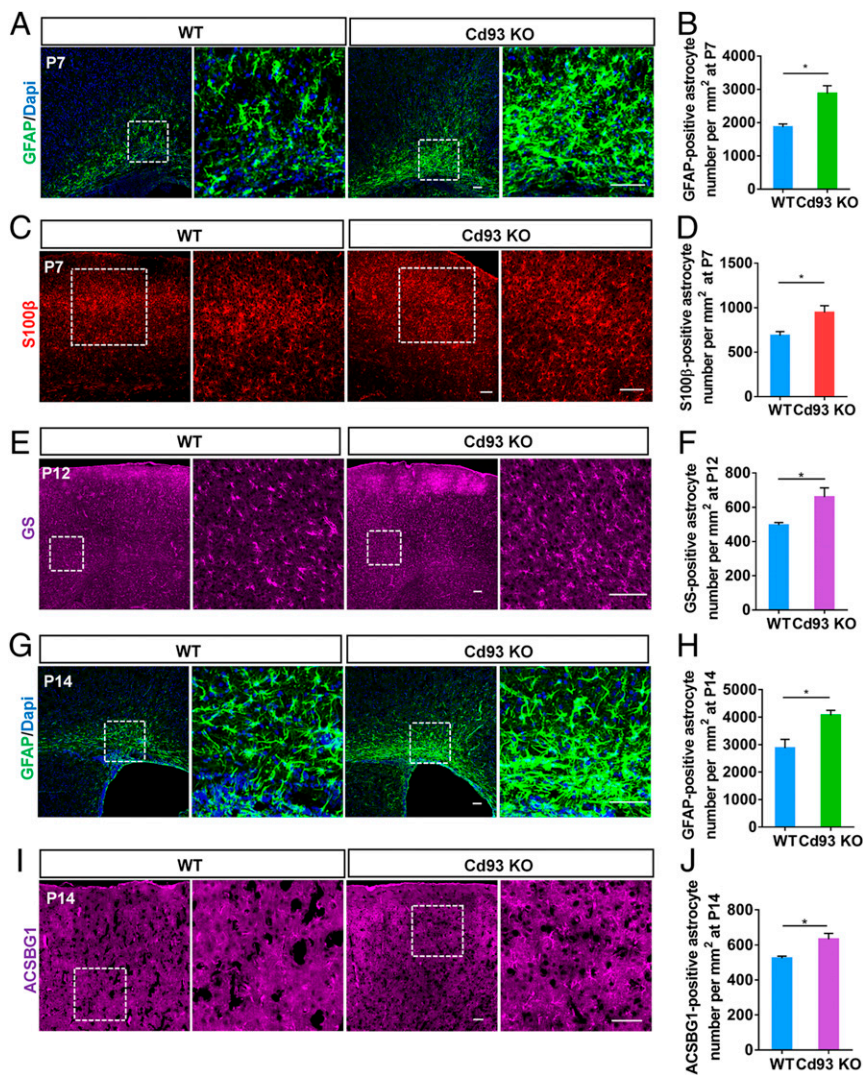 A
WT
Cd93 KO
P7
GFAP/Dapi
B
GFAP-positive astrocyte
number per mm² at P7
4000
3000
2000
1000
0
*
WT Cd93 KO
C
WT
Cd93 KO
P7
S100β
D
S100β-positive astrocyte
number per mm² at P7
1500
1000
500
0
*
WT Cd93 KO
E
WT
Cd93 KO
P12
GS
F
GS-positive astrocyte
number per mm² at P12
800
600
400
200
0
*
WT Cd93 KO
G
WT
Cd93 KO
P14
GFAP/Dapi
H
GFAP-positive astrocyte
number per mm² at P14
5000
4000
3000
2000
1000
0
*
WT Cd93 KO
I
WT
Cd93 KO
P14
ACSBG1
J
ACSBG1-positive astrocyte
number per mm² at P14
800
600
400
200
0
*
WT Cd93 KO